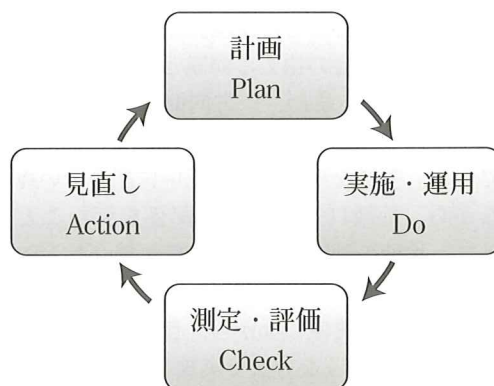 計画
Plan
実施・運用
Do
測定・評価
Check
見直し
Action